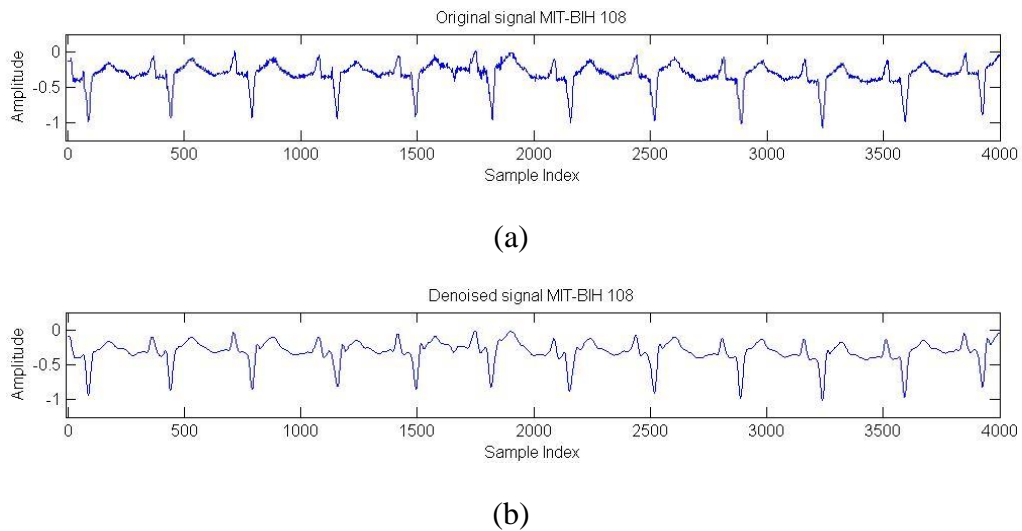 Original signal MIT-BIH 108
Amplitude
0
-0.5
-1
0 500 1000 1500 2000 2500 3000 3500 4000
Sample Index
(a)
Denoised signal MIT-BIH 108
Amplitude
0
-0.5
-1
0 500 1000 1500 2000 2500 3000 3500 4000
Sample Index
(b)